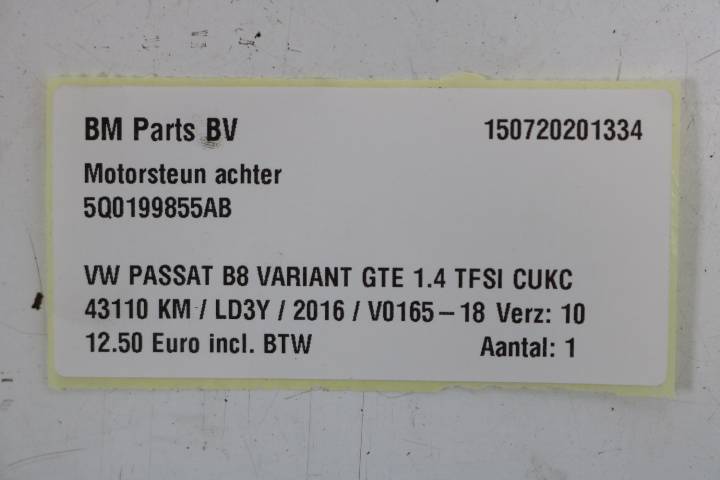 BM Parts BV 150720201334
Motorsteun achter
5Q0199855AB
VW PASSAT B8 VARIANT GTE 1.4 TFSI CUKC
43110 KM / LD3Y / 2016 / V0165-18 Verz: 10
12.50 Euro incl. BTW Aantal: 1